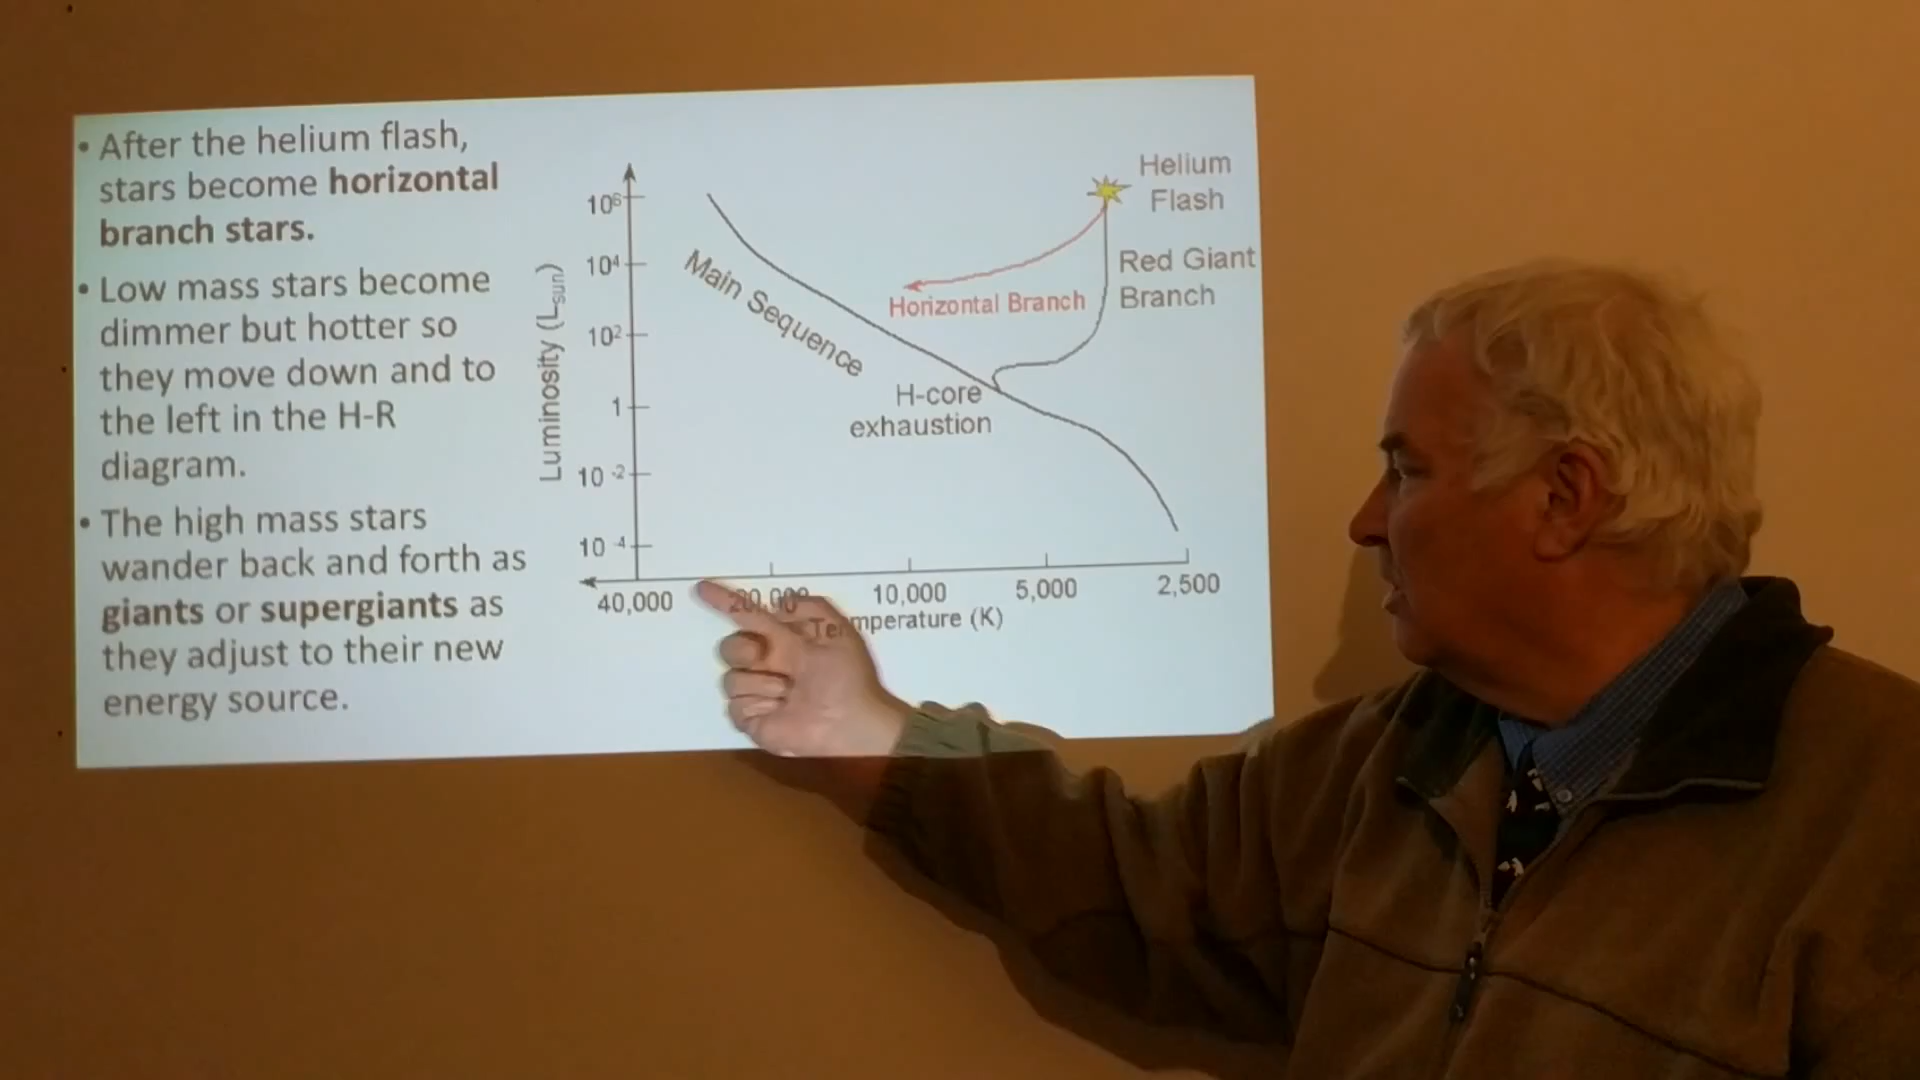 • After the helium flash,
stars become horizontal
branch stars.
• Low mass stars become
dimmer but hotter so
they move down and to
the left in the H-R
diagram.
• The high mass stars
wander back and forth as
giants or supergiants as
they adjust to their new
energy source.
Luminosity (Lsun)
10⁶
10⁴
10²
1
10⁻²
10⁻⁴
Main Sequence
Helium
Flash
Red Giant
Branch
Horizontal Branch
H-core
exhaustion
40,000 20,000 10,000 5,000 2,500
Temperature (K)